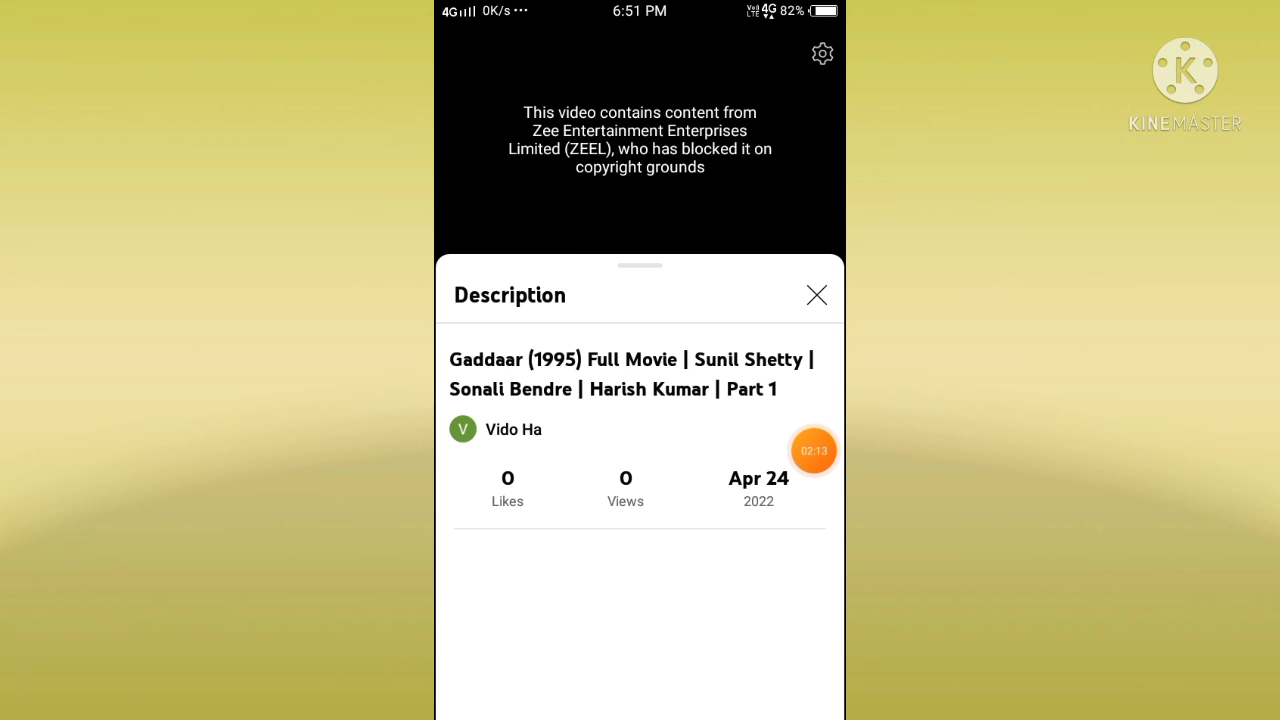 4G 0K/s ··· 6:51 PM Vo) LTE 4G 82%
K
KINEMASTER
This video contains content from
Zee Entertainment Enterprises
Limited (ZEEL), who has blocked it on
copyright grounds
Description
Gaddaar (1995) Full Movie | Sunil Shetty |
Sonali Bendre | Harish Kumar | Part 1
V Vido Ha
02:13
0 0 Apr 24
Likes Views 2022